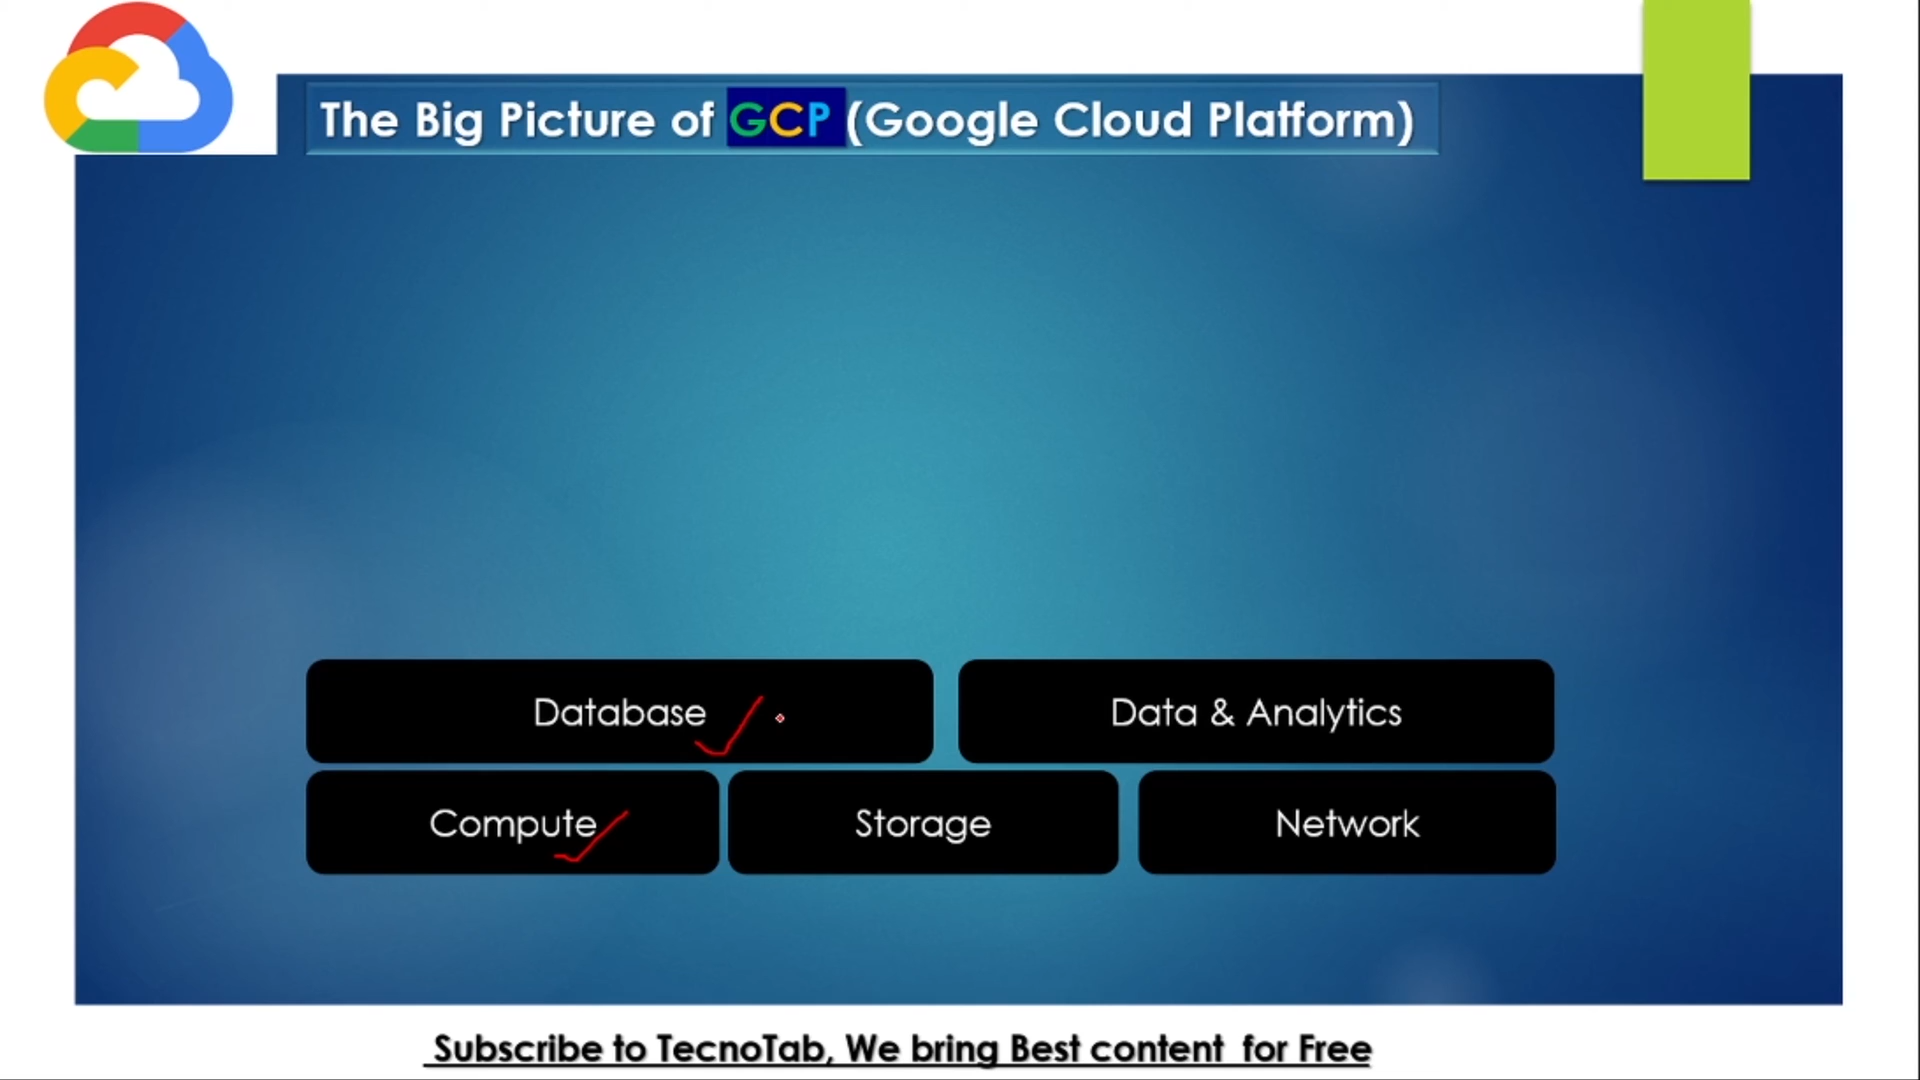 The Big Picture of GCP (Google Cloud Platform)
Database
Data & Analytics
Compute
Storage
Network
Subscribe to TecnoTab, We bring Best content for Free